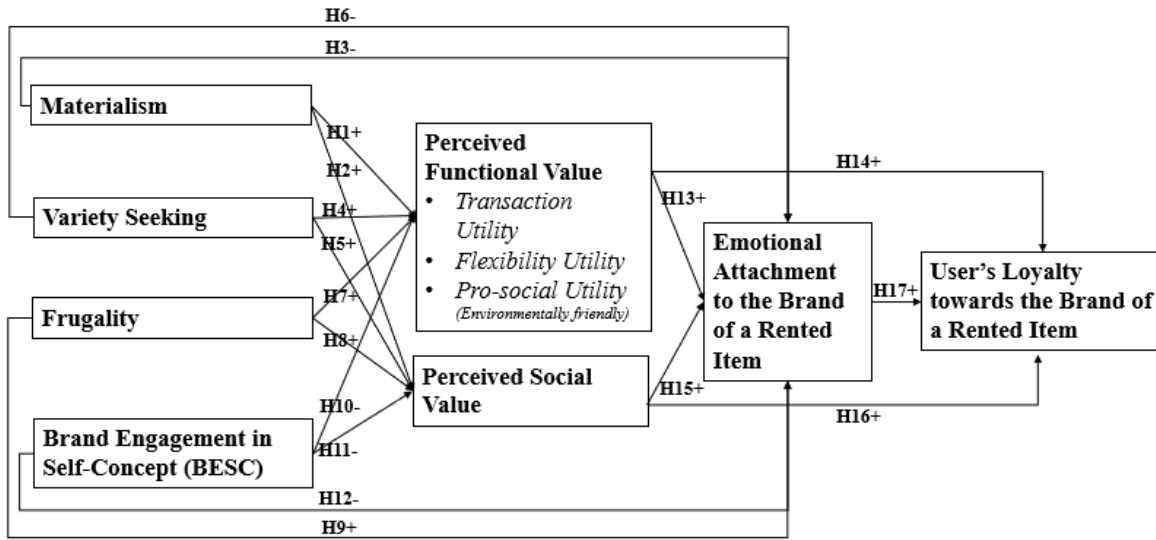 H6-
H3-
Materialism
H1+
H2+
Perceived
Functional Value
• Transaction
Utility
• Flexibility Utility
• Pro-social Utility
(Environmentally friendly)
H14+
H13+
Variety Seeking
H4+
H5+
Emotional
Attachment
to the Brand
of a Rented
Item
H17+
User's Loyalty
towards the Brand of
a Rented Item
Frugality
H7+
H8+
Perceived Social
Value
H15+
H16+
Brand Engagement in
Self-Concept (BESC)
H10-
H11-
H12-
H9+